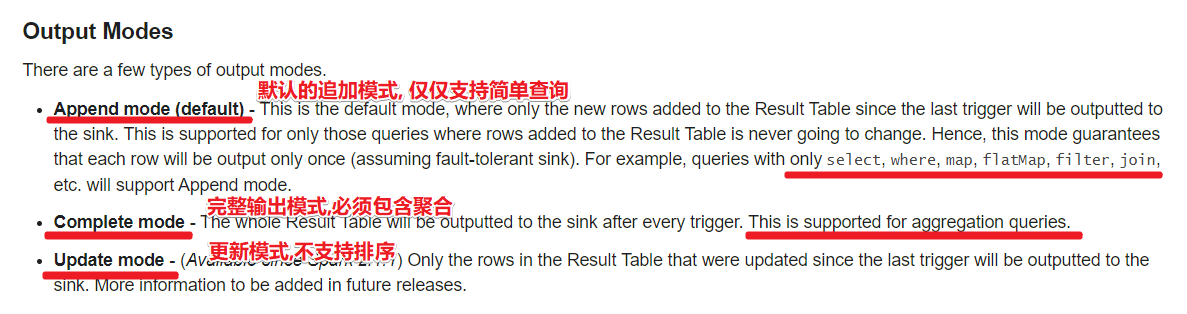 Output Modes
There are a few types of output modes.
默认的追加模式, 仅仅支持简单查询
Append mode (default) - This is the default mode, where only the new rows added to the Result Table since the last trigger will be outputted to
the sink. This is supported for only those queries where rows added to the Result Table is never going to change. Hence, this mode guarantees
that each row will be output only once (assuming fault-tolerant sink). For example, queries with only select, where, map, flatMap, filter, join,
etc. will support Append mode.
完整输出模式,必须包含聚合
Complete mode - The whole Result Table will be outputted to the sink after every trigger. This is supported for aggregation queries.
更新模式,不支持排序
Update mode - (Available since Spark 2.1.1) Only the rows in the Result Table that were updated since the last trigger will be outputted to the
sink. More information to be added in future releases.